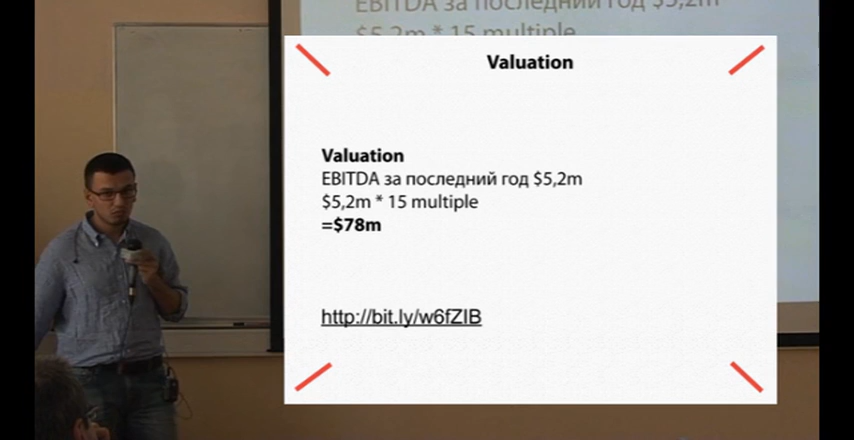 EBITDA за последний год $5,2m
$5,2m * 15 multiple
Valuation
Valuation
EBITDA за последний год $5,2m
$5,2m * 15 multiple
=$78m
http://bit.ly/w6fZIB